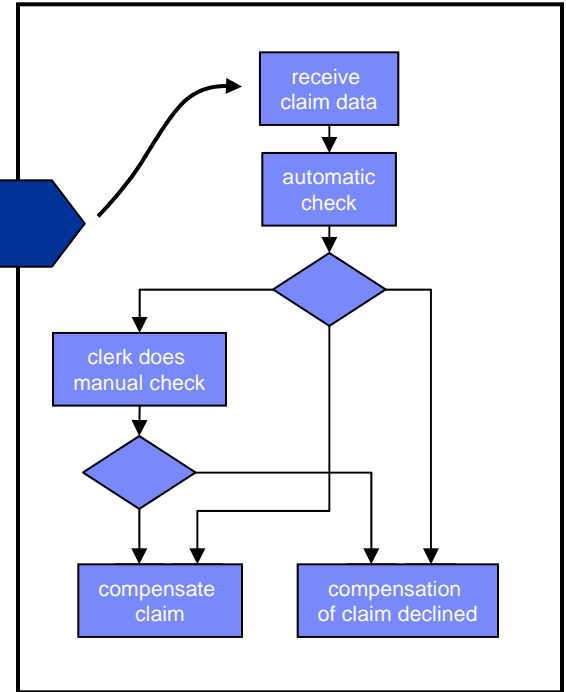 receive
claim data
automatic
check
clerk does
manual check
compensate
claim
compensation
of claim declined